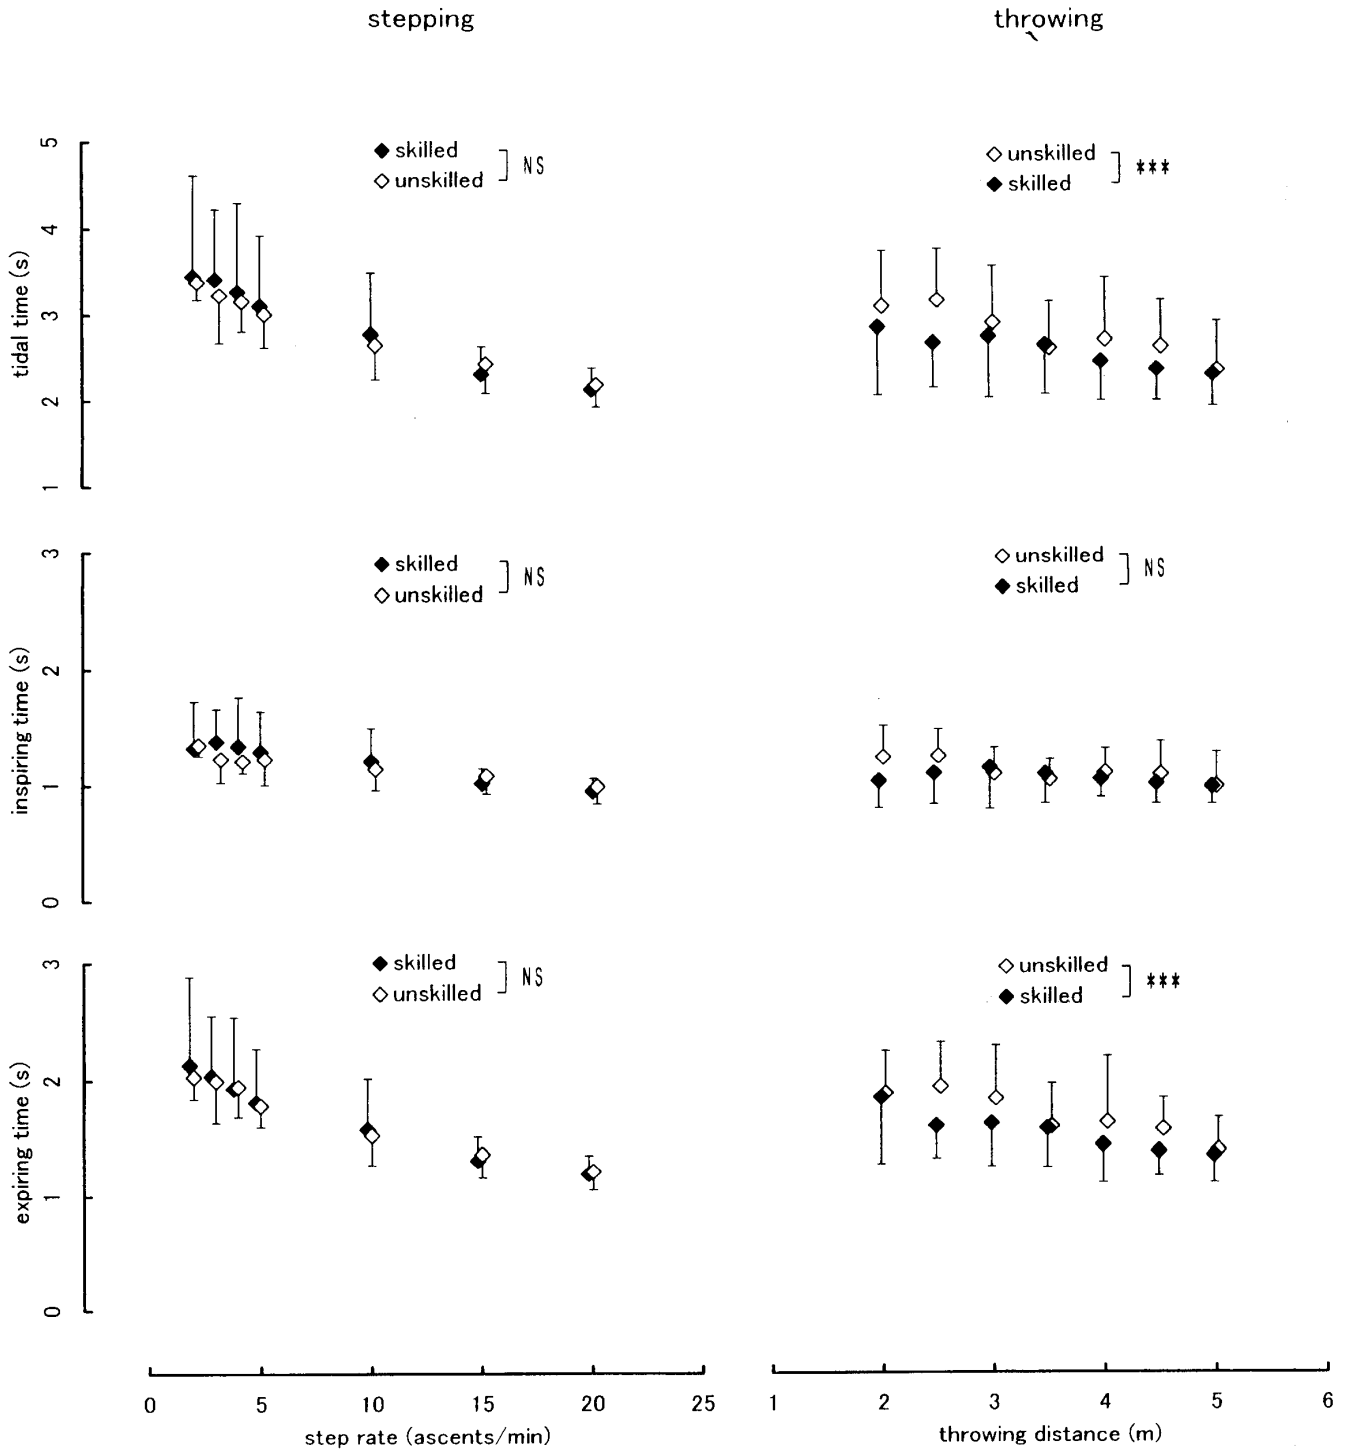 stepping
throwing
tidal time (s)
5
4
3
2
1
skilled
unskilled
NS
unskilled
skilled
***
inspiring time (s)
3
2
1
0
skilled
unskilled
NS
unskilled
skilled
NS
expiring time (s)
3
2
1
0
skilled
unskilled
NS
unskilled
skilled
***
0 5 10 15 20 25
step rate (ascents/min)
1 2 3 4 5 6
throwing distance (m)